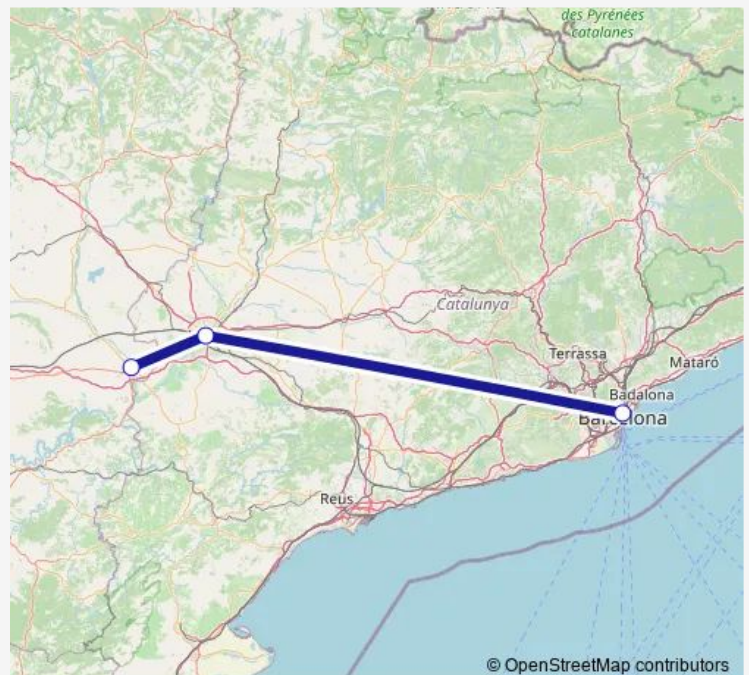 des Pyrénées
catalanes
Catalunya
Terrassa
Mataró
Badalona
Barcelona
Reus
© OpenStreetMap contributors